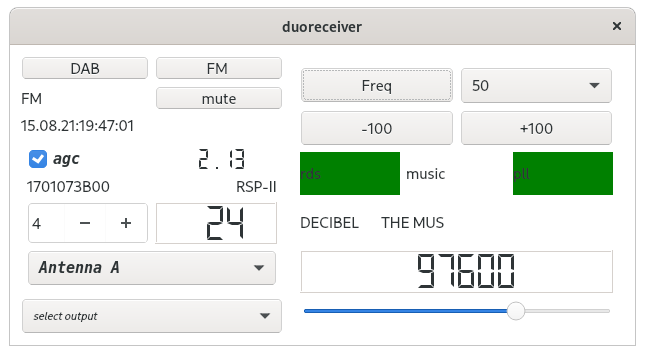 duoreceiver ×
DAB FM
FM mute
15.08.21:19:47:01
agc 2.13
1701073B00 RSP-II
4 − + 24
Antenna A
select output
Freq 50
-100 +100
rds music pll
DECIBEL THE MUS
97600